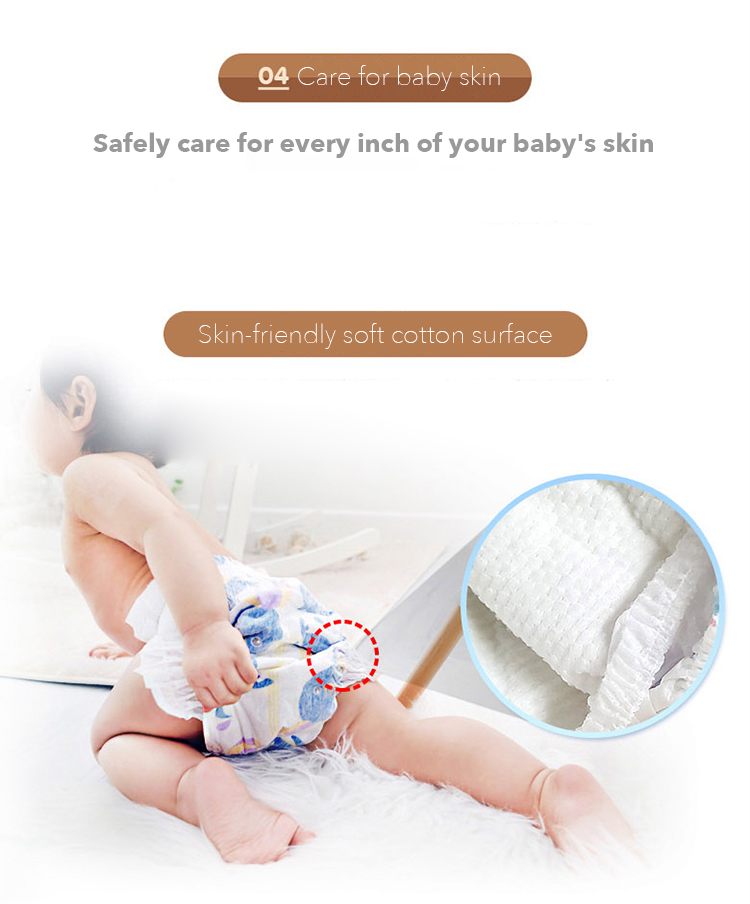 04 Care for baby skin
Safely care for every inch of your baby's skin
Skin-friendly soft cotton surface